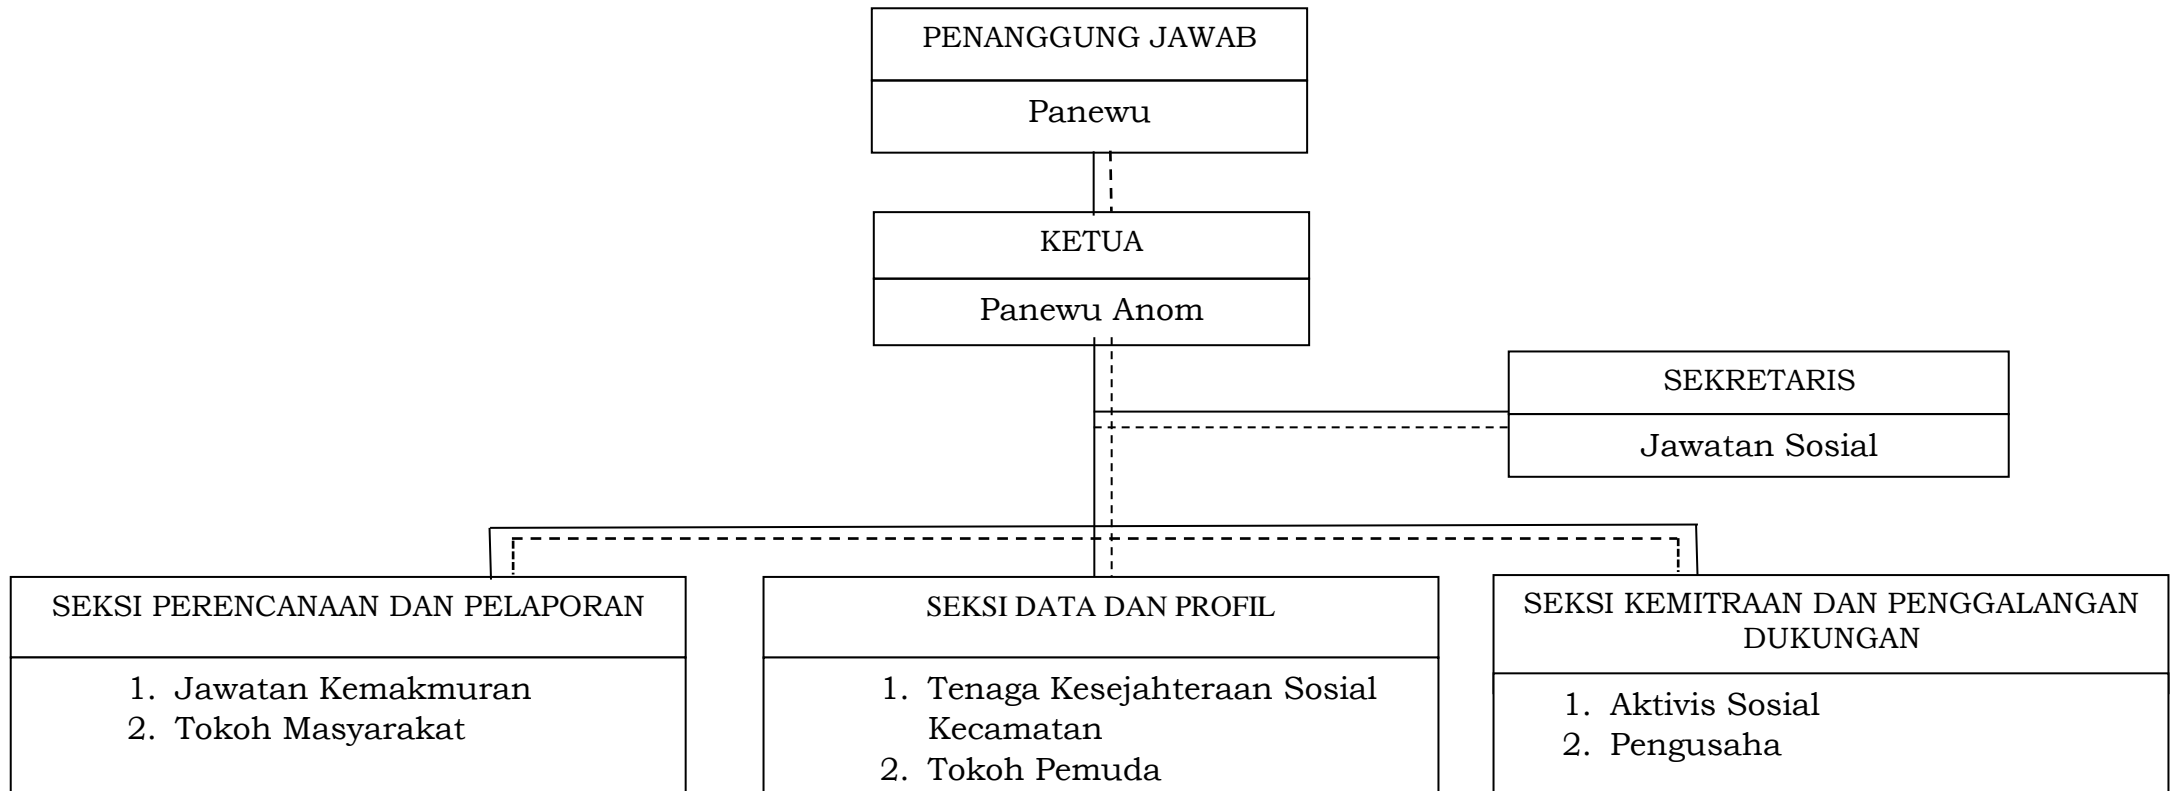 PENANGGUNG JAWAB
Panewu
KETUA
Panewu Anom
SEKRETARIS
Jawatan Sosial
SEKSI PERENCANAAN DAN PELAPORAN
1. Jawatan Kemakmuran
2. Tokoh Masyarakat
SEKSI DATA DAN PROFIL
1. Tenaga Kesejahteraan Sosial
Kecamatan
2. Tokoh Pemuda
SEKSI KEMITRAAN DAN PENGGALANGAN
DUKUNGAN
1. Aktivis Sosial
2. Pengusaha